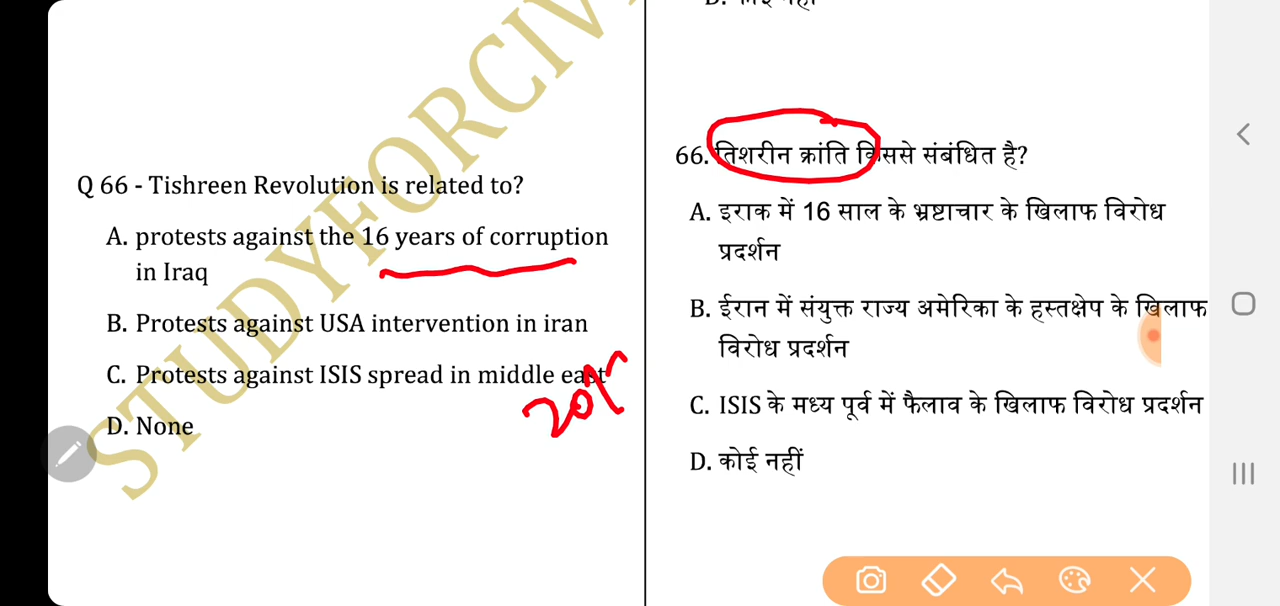 Q 66 - Tishreen Revolution is related to?
A. protests against the 16 years of corruption
in Iraq
B. Protests against USA intervention in iran
C. Protests against ISIS spread in middle east
D. None
STUDYFORCIV
66. तिशरीन क्रांति किससे संबंधित है?
A. इराक में 16 साल के भ्रष्टाचार के खिलाफ विरोध
प्रदर्शन
B. ईरान में संयुक्त राज्य अमेरिका के हस्तक्षेप के खिलाफ
विरोध प्रदर्शन
C. ISIS के मध्य पूर्व में फैलाव के खिलाफ विरोध प्रदर्शन
D. कोई नहीं